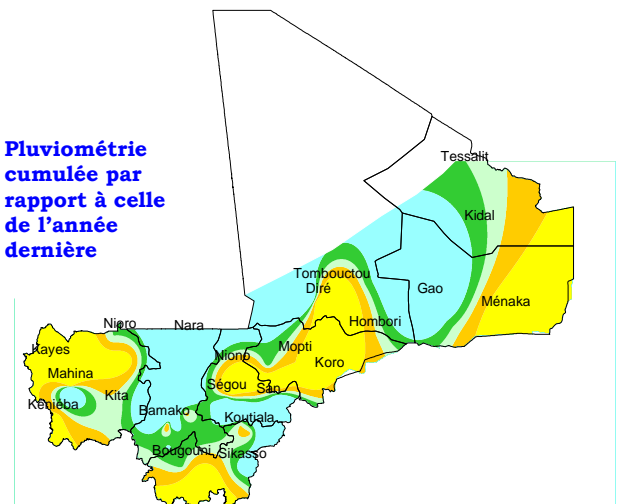 Pluviométrie
cumulée par
rapport à celle
de l'année
dernière
Tessalit
Kidal
Tombouctou
Diré
Gao
Ménaka
Hombori
Nioro
Nara
Kayes
Niono
Mopti
Koro
Mahina
Ségou
San
Kéniéba
Kita
Bamako
Koutiala
Bougouni
Sikasso